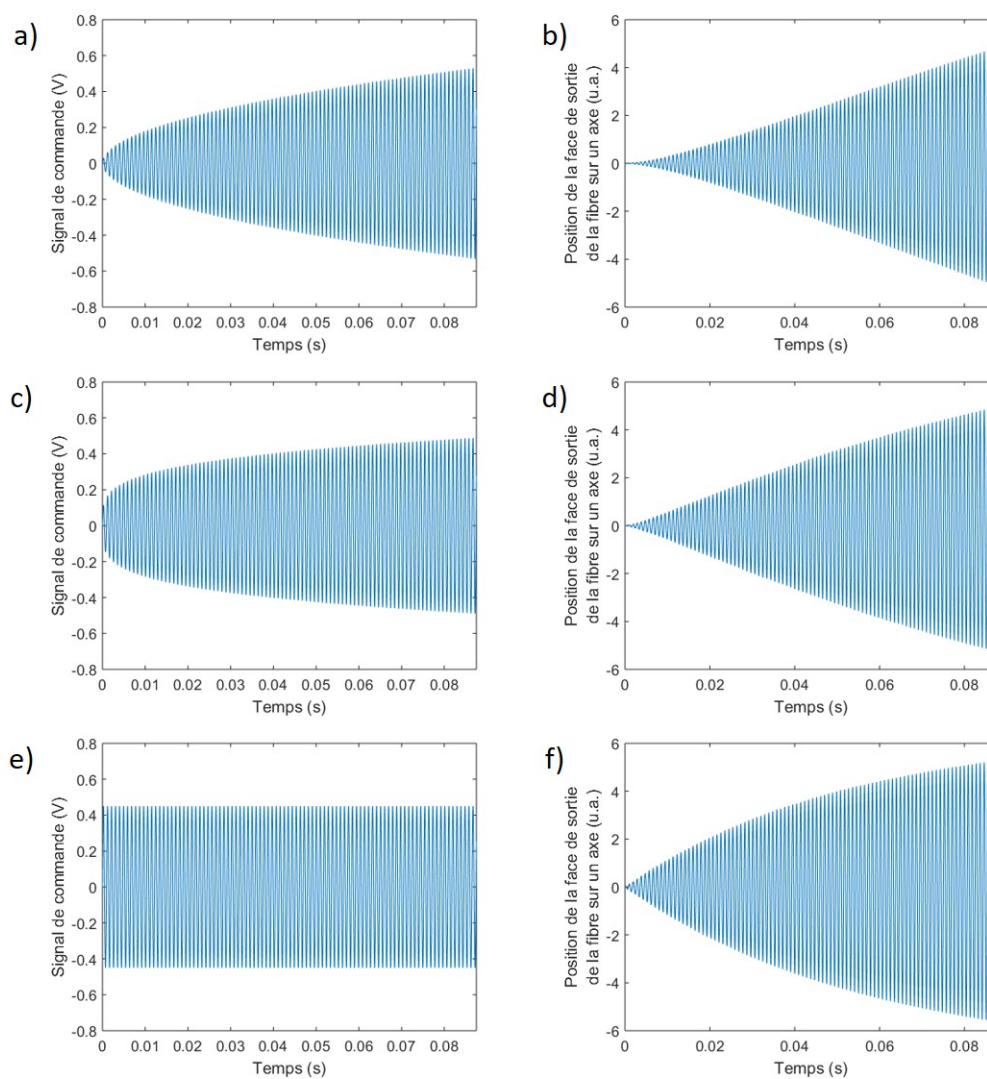 a)
Signal de commande (V)
0.8
0.6
0.4
0.2
0
-0.2
-0.4
-0.6
-0.8
0 0.01 0.02 0.03 0.04 0.05 0.06 0.07 0.08
Temps (s)
b)
Position de la face de sortie
de la fibre sur un axe (u.a.)
6
4
2
0
-2
-4
-6
0 0.02 0.04 0.06 0.08
Temps (s)
c)
Signal de commande (V)
0.8
0.6
0.4
0.2
0
-0.2
-0.4
-0.6
-0.8
0 0.01 0.02 0.03 0.04 0.05 0.06 0.07 0.08
Temps (s)
d)
Position de la face de sortie
de la fibre sur un axe (u.a.)
6
4
2
0
-2
-4
-6
0 0.02 0.04 0.06 0.08
Temps (s)
e)
Signal de commande (V)
0.8
0.6
0.4
0.2
0
-0.2
-0.4
-0.6
-0.8
0 0.01 0.02 0.03 0.04 0.05 0.06 0.07 0.08
Temps (s)
f)
Position de la face de sortie
de la fibre sur un axe (u.a.)
6
4
2
0
-2
-4
-6
0 0.02 0.04 0.06 0.08
Temps (s)